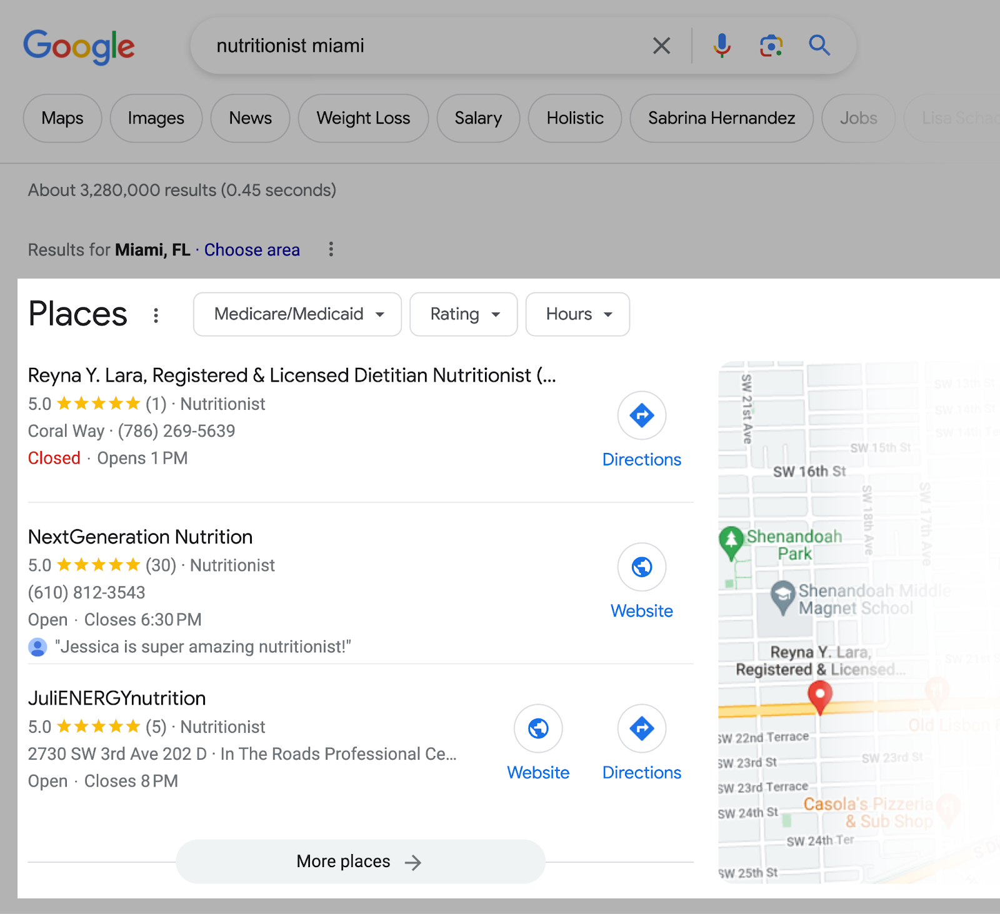 Google
nutritionist miami
Maps
Images
News
Weight Loss
Salary
Holistic
Sabrina Hernandez
Jobs
Lisa
About 3,280,000 results (0.45 seconds)
Results for Miami, FL · Choose area
Places
Medicare/Medicaid
Rating
Hours
Reyna Y. Lara, Registered & Licensed Dietitian Nutritionist (...
5.0 (1) · Nutritionist
Coral Way · (786) 269-5639
Closed · Opens 1 PM
Directions
NextGeneration Nutrition
5.0 (30) · Nutritionist
(610) 812-3543
Open · Closes 6:30 PM
"Jessica is super amazing nutritionist!"
Website
JuliENERGYnutrition
5.0 (5) · Nutritionist
2730 SW 3rd Ave 202 D · In The Roads Professional Ce...
Open · Closes 8 PM
Website
Directions
More places
SW 21st Ave
SW 13th St
SW 14th St
SW 14th Te
SW 15th St
SW 16th St
SW 18th Ave
SW 17th Ave
Shenandoah
Park
Shenandoah Middle
Magnet School
Reyna Y. Lara,
Registered & Licensed...
SW 21st S
Old Lisbon
SW 22nd Terrace
SW 23rd St
SW 23rd St
SW 23rd Terrace
Casola's Pizzeria
& Sub Shop
SW 24th St
SW 24th Ter
SW 25th St